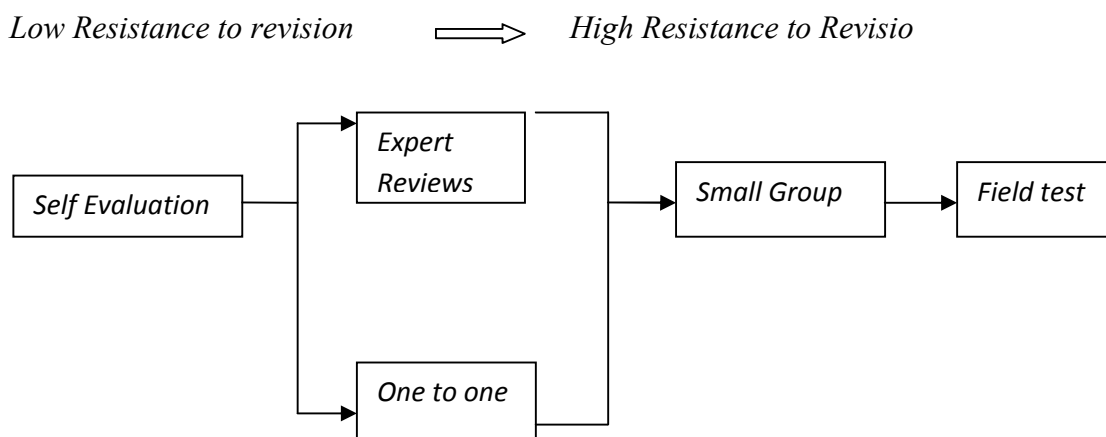 Low Resistance to revision High Resistance to Revisio
Expert
Reviews
Self Evaluation
Small Group
Field test
One to one